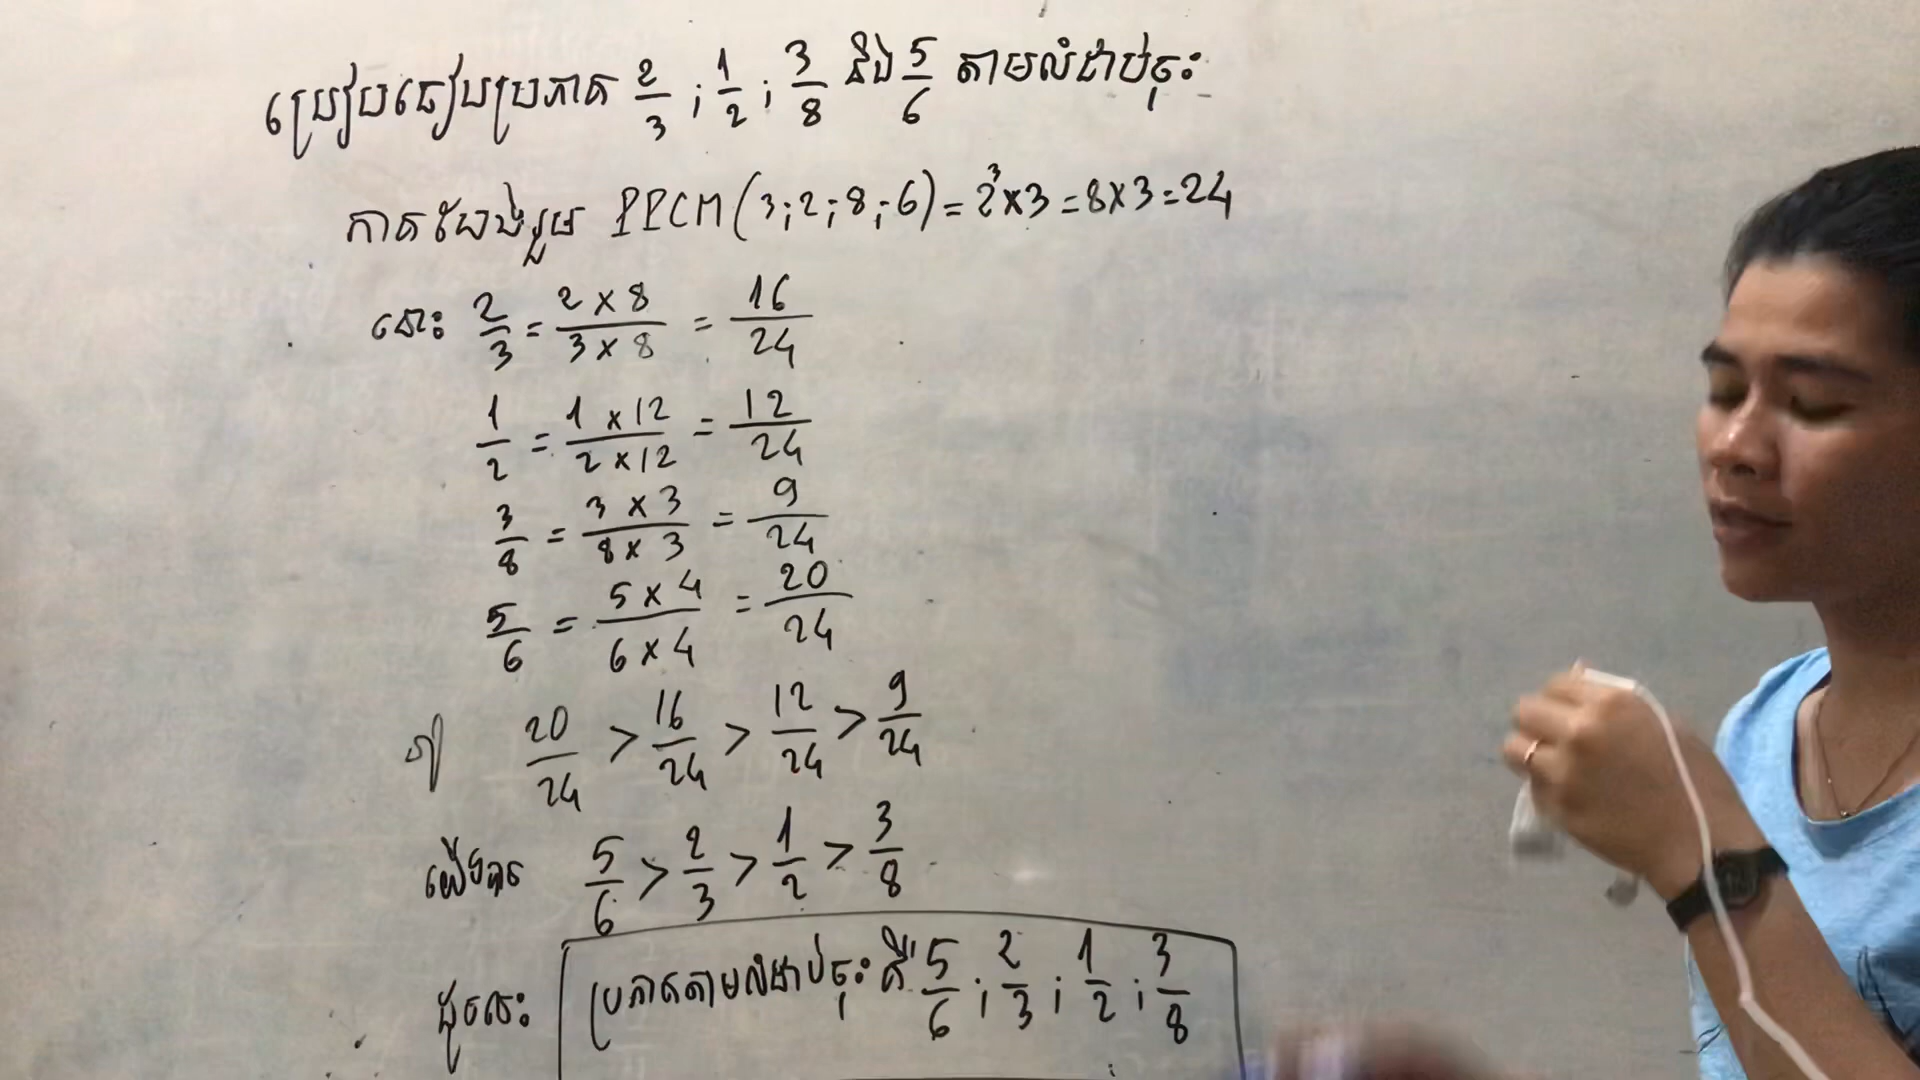 ប្រៀបធៀបប្រភាគ 2/3 ; 1/2 ; 3/8 និង 5/6 តាមលំដាប់ចុះ
ភាគបែងរួម PPCM (3;2;8;6) = 2³×3 = 8×3 = 24
នោះ 2/3 = (2 × 8)/(3 × 8) = 16/24
1/2 = (1 × 12)/(2 × 12) = 12/24
3/8 = (3 × 3)/(8 × 3) = 9/24
5/6 = (5 × 4)/(6 × 4) = 20/24
20/24 > 16/24 > 12/24 > 9/24
យើងបាន 5/6 > 2/3 > 1/2 > 3/8
ដូចនេះ ប្រភាគតាមលំដាប់ចុះគឺ 5/6 ; 2/3 ; 1/2 ; 3/8